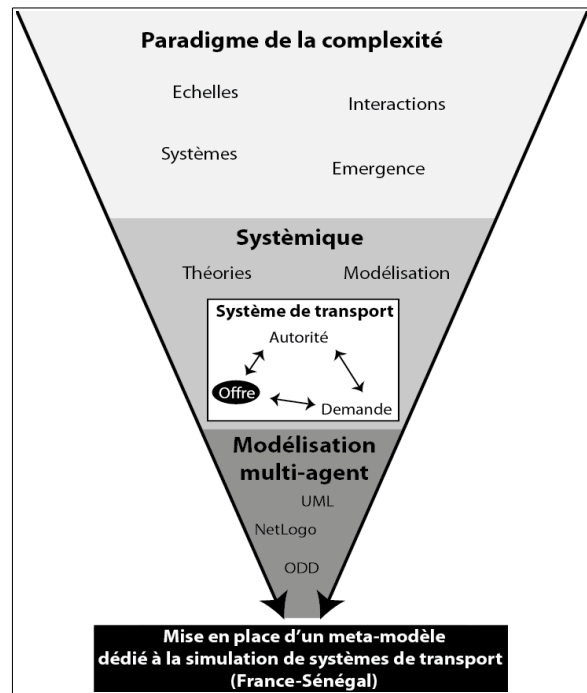 Paradigme de la complexité
Echelles
Interactions
Systèmes
Emergence
Systèmique
Théories Modélisation
Système de transport
Autorité
Offre
Demande
Modélisation
multi-agent
UML
NetLogo
ODD
Mise en place d'un meta-modèle
dédié à la simulation de systèmes de transport
(France-Sénégal)